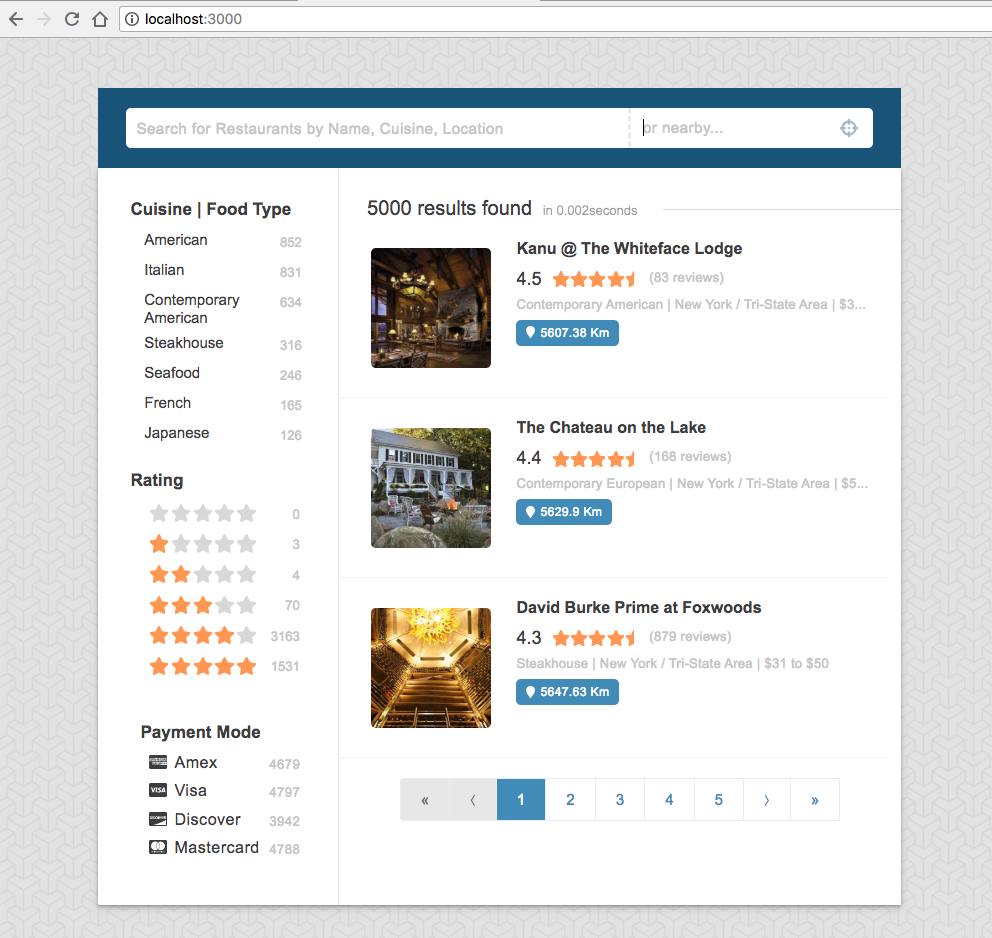 localhost:3000
Search for Restaurants by Name, Cuisine, Location
or nearby...
Cuisine | Food Type
American 852
Italian 831
Contemporary American 634
Steakhouse 316
Seafood 246
French 165
Japanese 126
Rating
0
3
4
70
3163
1531
Payment Mode
Amex 4679
VISA Visa 4797
Discover 3942
Mastercard 4788
5000 results found in 0.002seconds
Kanu @ The Whiteface Lodge
4.5 (83 reviews)
Contemporary American | New York / Tri-State Area | $3...
5607.38 Km
The Chateau on the Lake
4.4 (168 reviews)
Contemporary European | New York / Tri-State Area | $5...
5629.9 Km
David Burke Prime at Foxwoods
4.3 (879 reviews)
Steakhouse | New York / Tri-State Area | $31 to $50
5647.63 Km
« 〈 1 2 3 4 5 〉 »